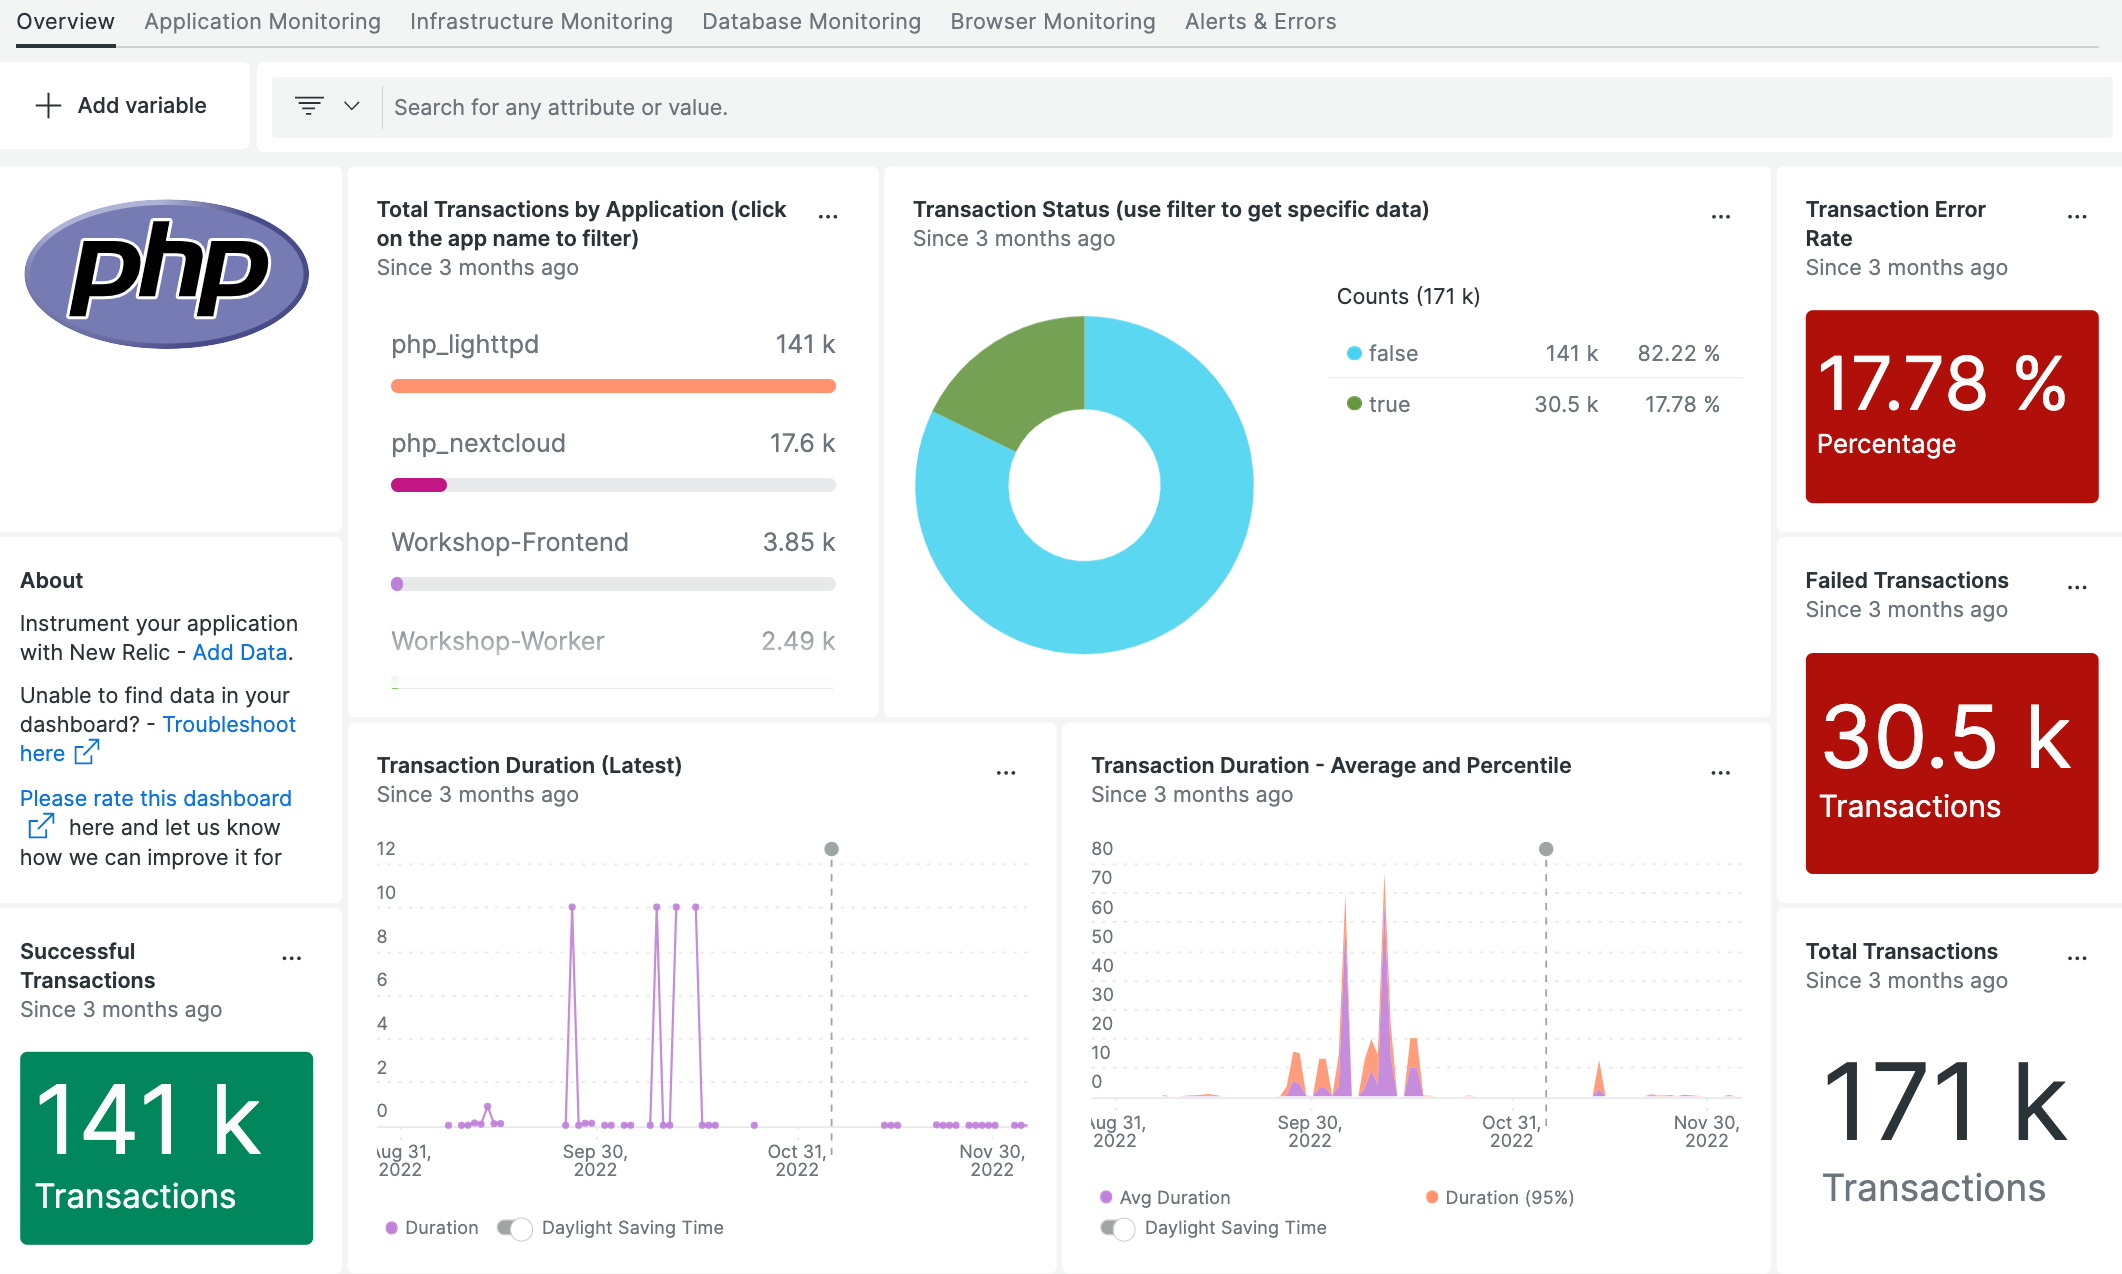 Overview Application Monitoring Infrastructure Monitoring Database Monitoring Browser Monitoring Alerts & Errors
Add variable
Search for any attribute or value.
php
About
Instrument your application
with New Relic - Add Data.
Unable to find data in your
dashboard? - Troubleshoot
here
Please rate this dashboard
here and let us know
how we can improve it for
Successful
Transactions
Since 3 months ago
141 k
Transactions
Total Transactions by Application (click
on the app name to filter)
Since 3 months ago
php_lighttpd 141 k
php_nextcloud 17.6 k
Workshop-Frontend 3.85 k
Workshop-Worker 2.49 k
Transaction Status (use filter to get specific data)
Since 3 months ago
Counts (171 k)
false 141 k 82.22 %
true 30.5 k 17.78 %
Transaction Duration (Latest)
Since 3 months ago
12
10
8
6
4
2
0
ug 31, Sep 30, Oct 31, Nov 30,
2022 2022 2022 2022
Duration Daylight Saving Time
Transaction Duration - Average and Percentile
Since 3 months ago
80
70
60
50
40
30
20
10
0
ug 31, Sep 30, Oct 31, Nov 30,
2022 2022 2022 2022
Avg Duration Duration (95%)
Daylight Saving Time
Transaction Error
Rate
Since 3 months ago
17.78 %
Percentage
Failed Transactions
Since 3 months ago
30.5 k
Transactions
Total Transactions
Since 3 months ago
171 k
Transactions